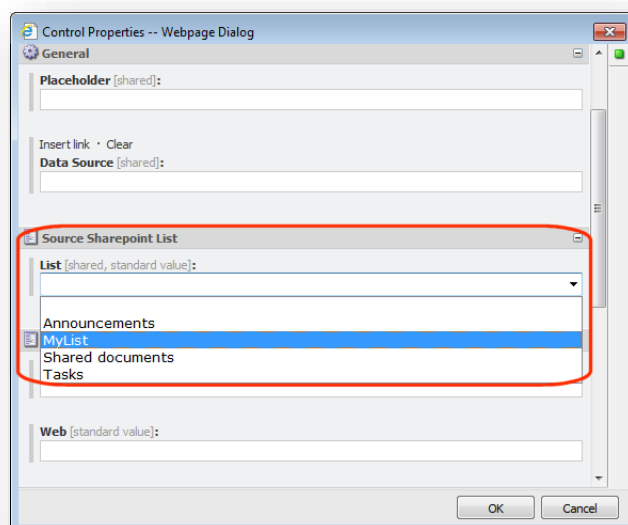 Control Properties -- Webpage Dialog
General
Placeholder [shared]:
Insert link · Clear
Data Source [shared]:
Source Sharepoint List
List [shared, standard value]:
Announcements
MyList
Shared documents
Tasks
Web [standard value]:
OK Cancel